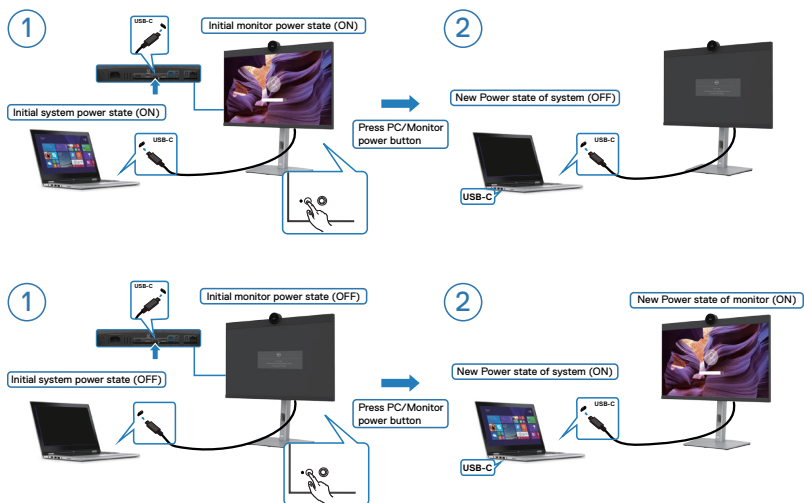 1
USB-C
Initial monitor power state (ON)
Initial system power state (ON)
USB-C
Press PC/Monitor
power button
2
New Power state of system (OFF)
USB-C
USB-C
1
USB-C
Initial monitor power state (OFF)
Initial system power state (OFF)
USB-C
Press PC/Monitor
power button
2
New Power state of monitor (ON)
New Power state of system (ON)
USB-C
USB-C